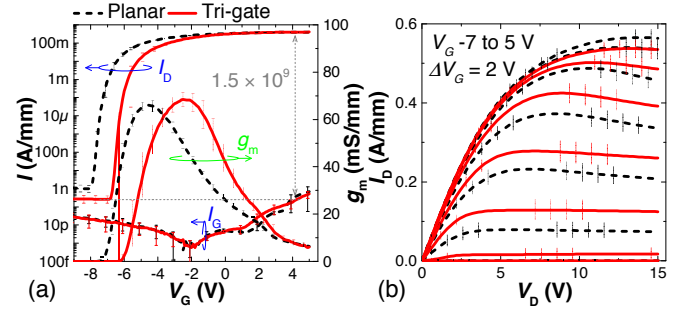 Planar Tri-gate
100m
1m
10µ
1n
10p
100f
I (A/mm)
I_D
1.5 × 10^9
g_m
I_G
100
80
60
40
20
0
g_m (mS/mm)
-8 -6 -4 -2 0 2 4
V_G (V)
(a)
V_G -7 to 5 V
ΔV_G = 2 V
0.6
0.4
0.2
0.0
I_D (A/mm)
0 5 10 15
V_D (V)
(b)